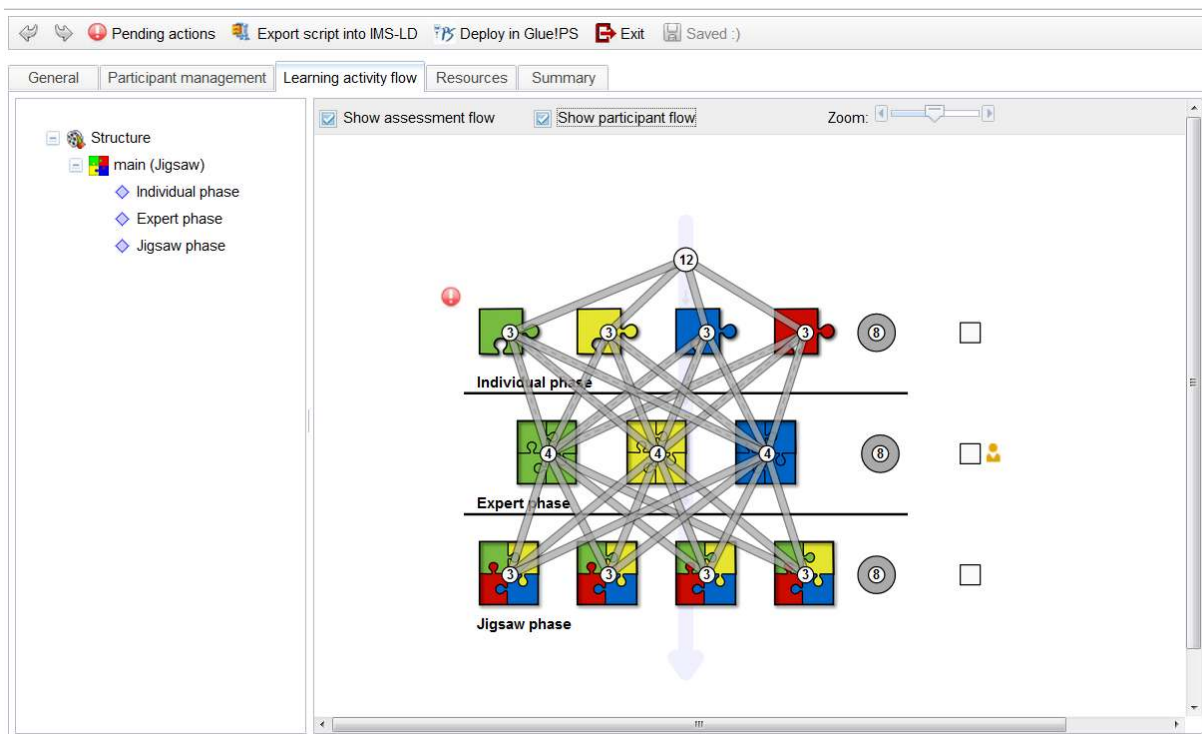 Pending actions Export script into IMS-LD Deploy in Glue!PS Exit Saved :)
General Participant management Learning activity flow Resources Summary
Structure
main (Jigsaw)
Individual phase
Expert phase
Jigsaw phase
Show assessment flow Show participant flow Zoom:
12
3 3 3 3 8
Individual phase
4 4 4 8
Expert phase
3 3 3 3 8
Jigsaw phase